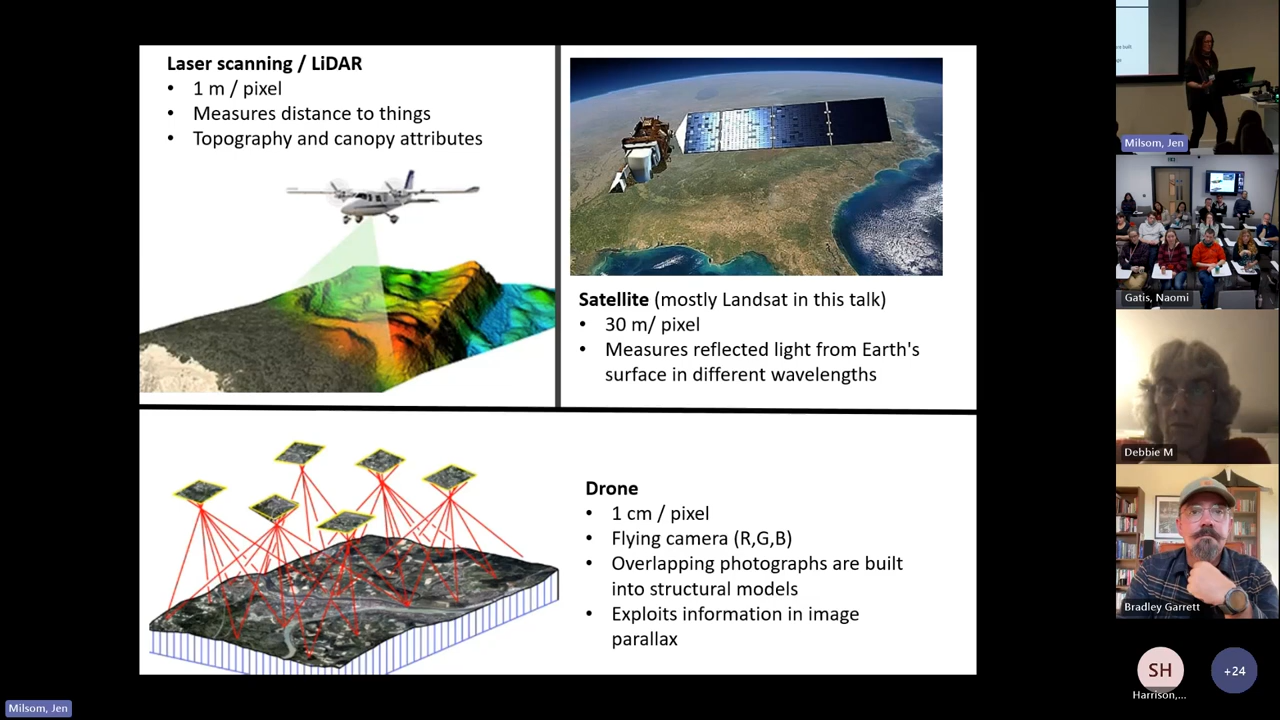 Laser scanning / LiDAR
• 1 m / pixel
• Measures distance to things
• Topography and canopy attributes
Satellite (mostly Landsat in this talk)
• 30 m/ pixel
• Measures reflected light from Earth's
surface in different wavelengths
Drone
• 1 cm / pixel
• Flying camera (R,G,B)
• Overlapping photographs are built
into structural models
• Exploits information in image
parallax
Milsom, Jen
Gatis, Naomi
Debbie M
Bradley Garrett
SH
Harrison,...
+24
Milsom, Jen